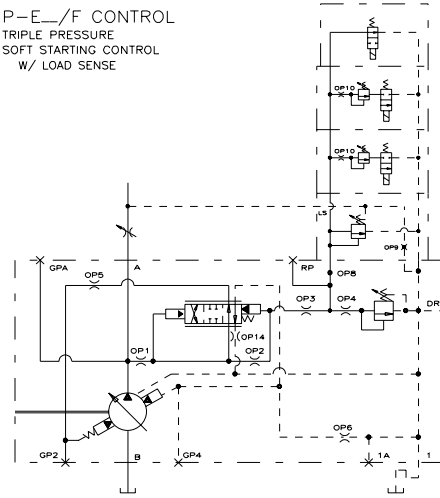 P-E__/F CONTROL
TRIPLE PRESSURE
SOFT STARTING CONTROL
W/ LOAD SENSE
OP10
OP10
LS
OP9
GPA
A
RP
OP8
OP5
OP3
OP4
DR
OP14
OP1
OP2
OP6
GP2
B
GP4
1A
1